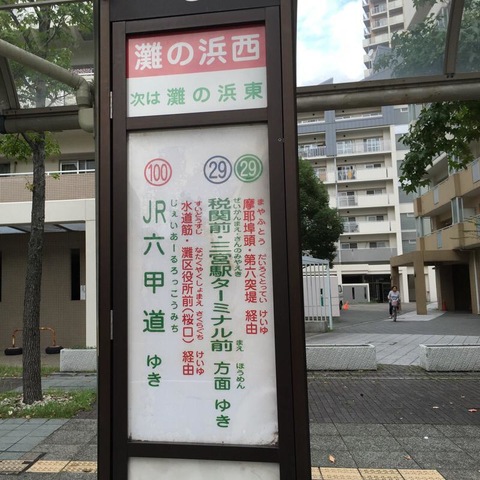 灘の浜西
次は 灘の浜東
29 29
まやふとう だいろくとってい けいゆ
摩耶埠頭・第六突堤 経由
ぜいかんまえ・さんのみやえき まえ ほうめん
税関前・三宮駅ターミナル前 方面 ゆき
100
すいどうすじ なだくやくしょまえ さくらぐち けいゆ
水道筋・灘区役所前(桜口) 経由
JR六甲道 ゆき
じぇいあーるろっこうみち